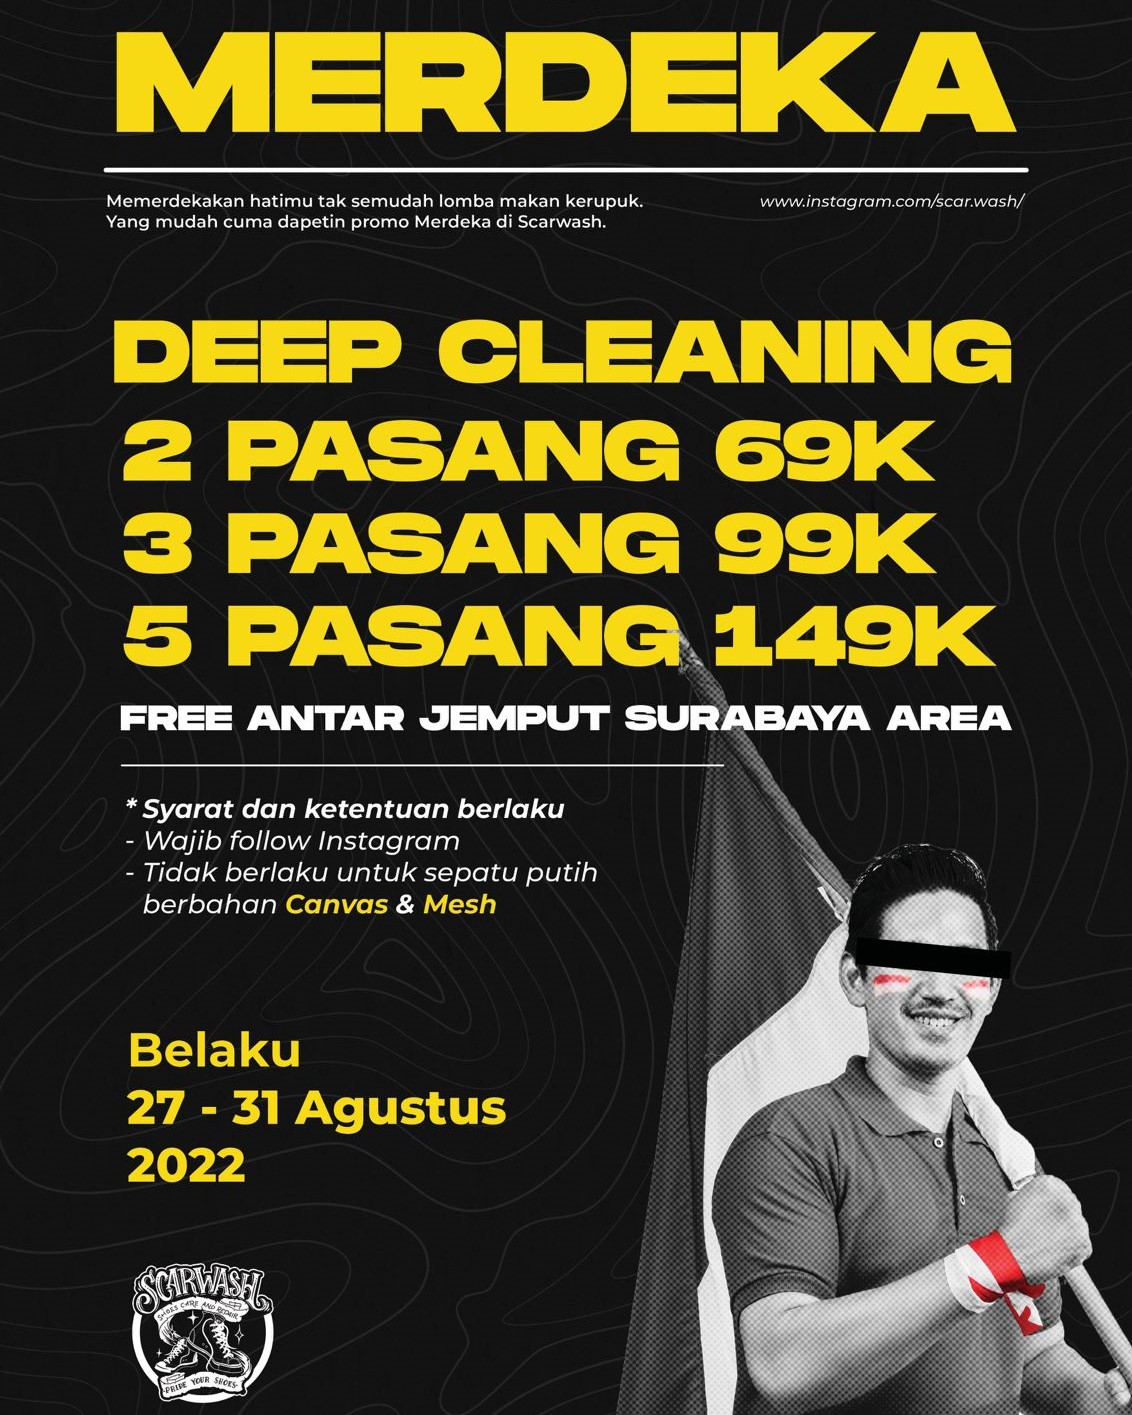 MERDEKA
Memerdekakan hatimu tak semudah lomba makan kerupuk.
Yang mudah cuma dapetin promo Merdeka di Scarwash.
www.instagram.com/scar.wash/
DEEP CLEANING
2 PASANG 69K
3 PASANG 99K
5 PASANG 149K
FREE ANTAR JEMPUT SURABAYA AREA
* Syarat dan ketentuan berlaku
- Wajib follow Instagram
- Tidak berlaku untuk sepatu putih
berbahan Canvas & Mesh
Belaku
27 - 31 Agustus
2022
SCARWASH
SHOES CARE AND REPAIR
PRIDE YOUR SHOES